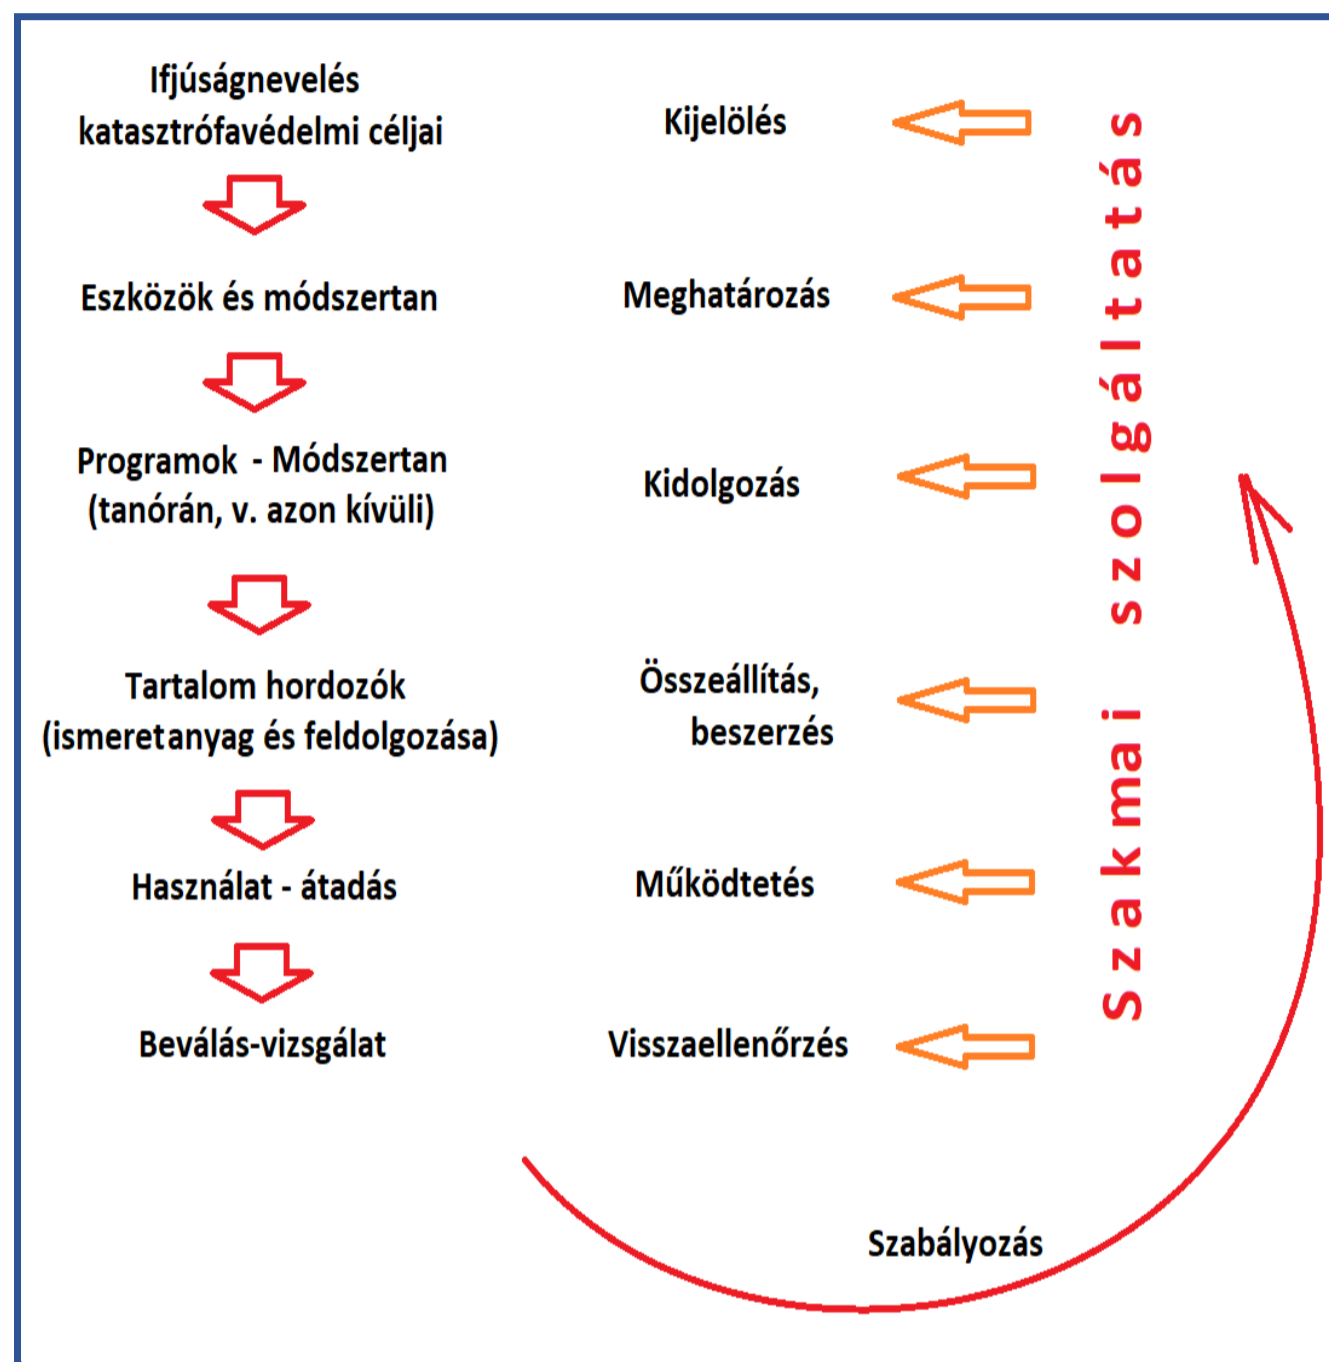 Ifjúságnevelés
katasztrófavédelmi céljai
Kijelölés
Eszközök és módszertan
Meghatározás
Programok - Módszertan
(tanórán, v. azon kívüli)
Kidolgozás
Tartalom hordozók
(ismeretanyag és feldolgozása)
Összeállítás,
beszerzés
Használat - átadás
Működtetés
Beválás-vizsgálat
Visszaellenőrzés
Szakmai szolgáltatás
Szabályozás